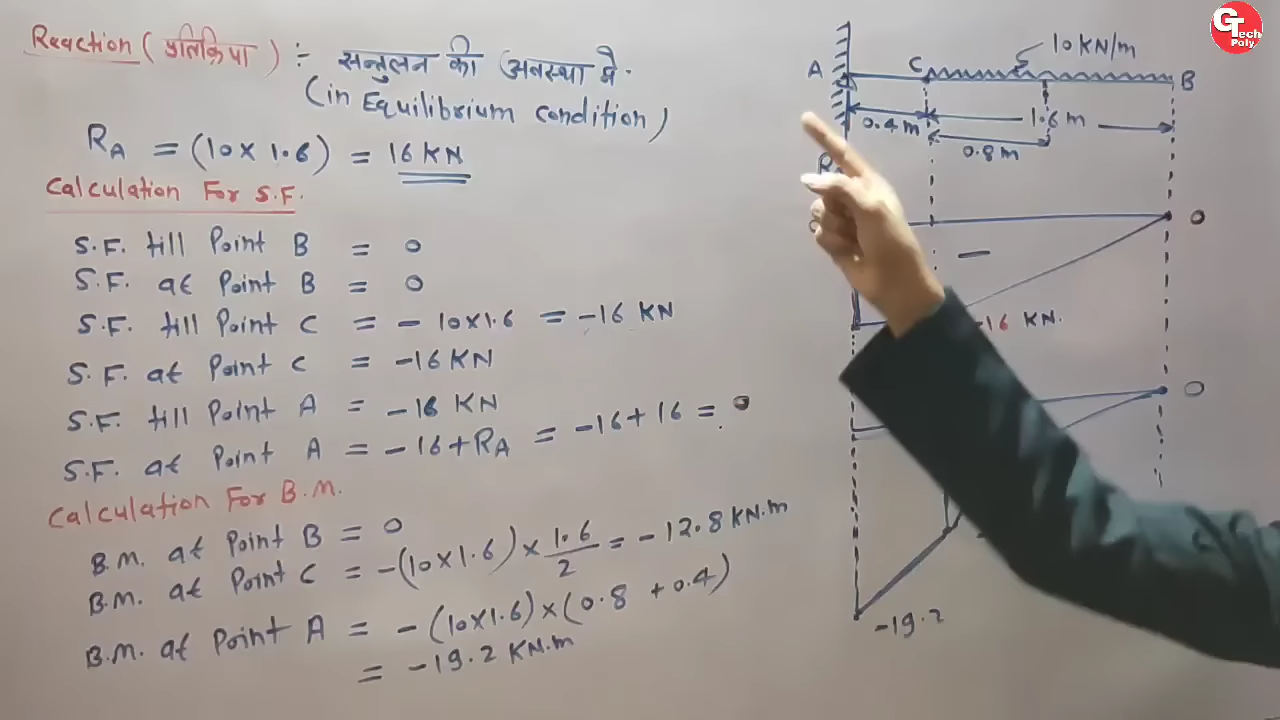 Reaction (प्रतिक्रिया) :- सन्तुलन की अवस्था में.
(in Equilibrium condition)
RA = (10 × 1.6) = 16 KN
Calculation For S.F.
S.F. till Point B = 0
S.F. at Point B = 0
S.F. till Point C = - 10×1.6 = -16 KN
S.F. at Point C = -16 KN
S.F. till Point A = -16 KN
S.F. at Point A = -16 + RA = -16 + 16 = 0
Calculation For B.M.
B.M. at Point B = 0
B.M. at Point C = -(10×1.6) × 1.6/2 = -12.8 KN.m
B.M. at Point A = -(10×1.6) × (0.8 + 0.4)
= -19.2 KN.m
GTech Poly
10 KN/m
A C B
0.4 m 1.6 m
0.8 m
0
-
-16 KN.
0
-19.2